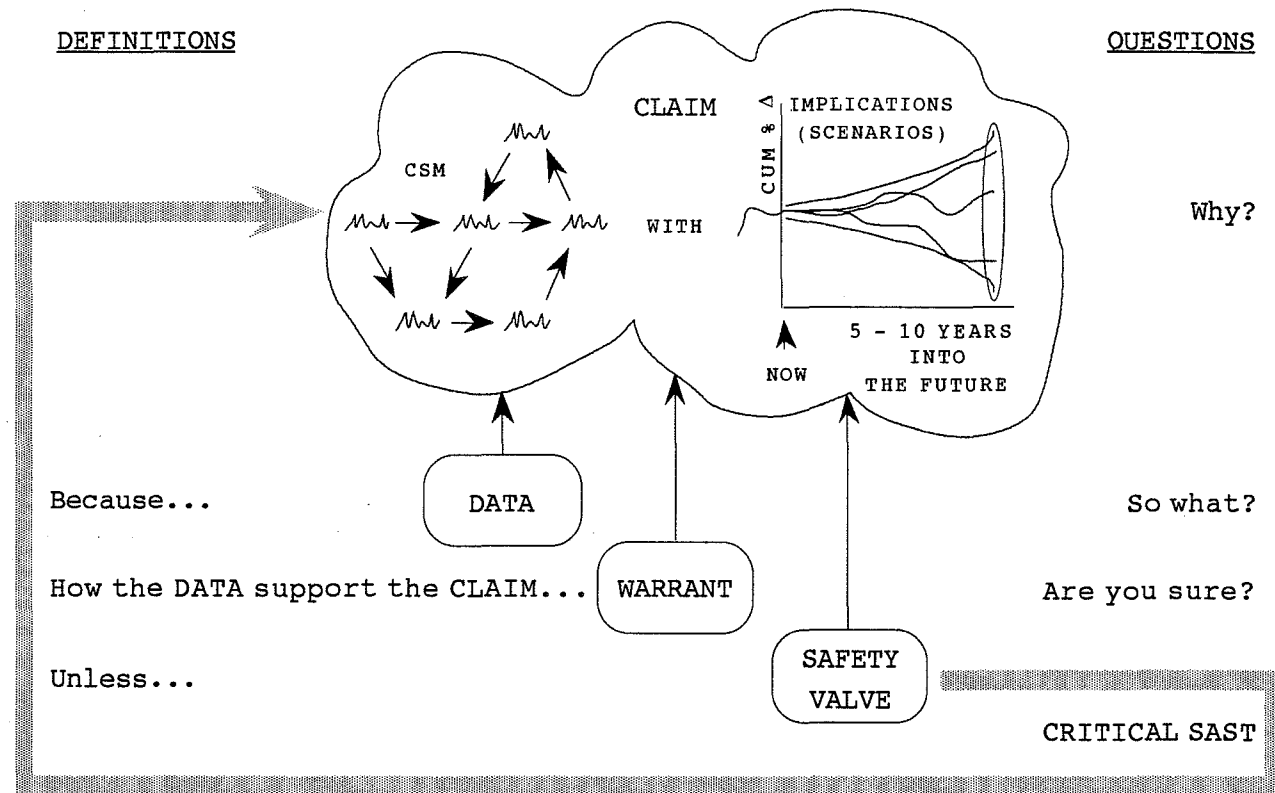 DEFINITIONS
QUESTIONS
CLAIM
CUM % Δ
IMPLICATIONS
(SCENARIOS)
CSM
WITH
Why?
5 - 10 YEARS
INTO
THE FUTURE
NOW
Because...
DATA
So what?
How the DATA support the CLAIM...
WARRANT
Are you sure?
Unless...
SAFETY
VALVE
CRITICAL SAST